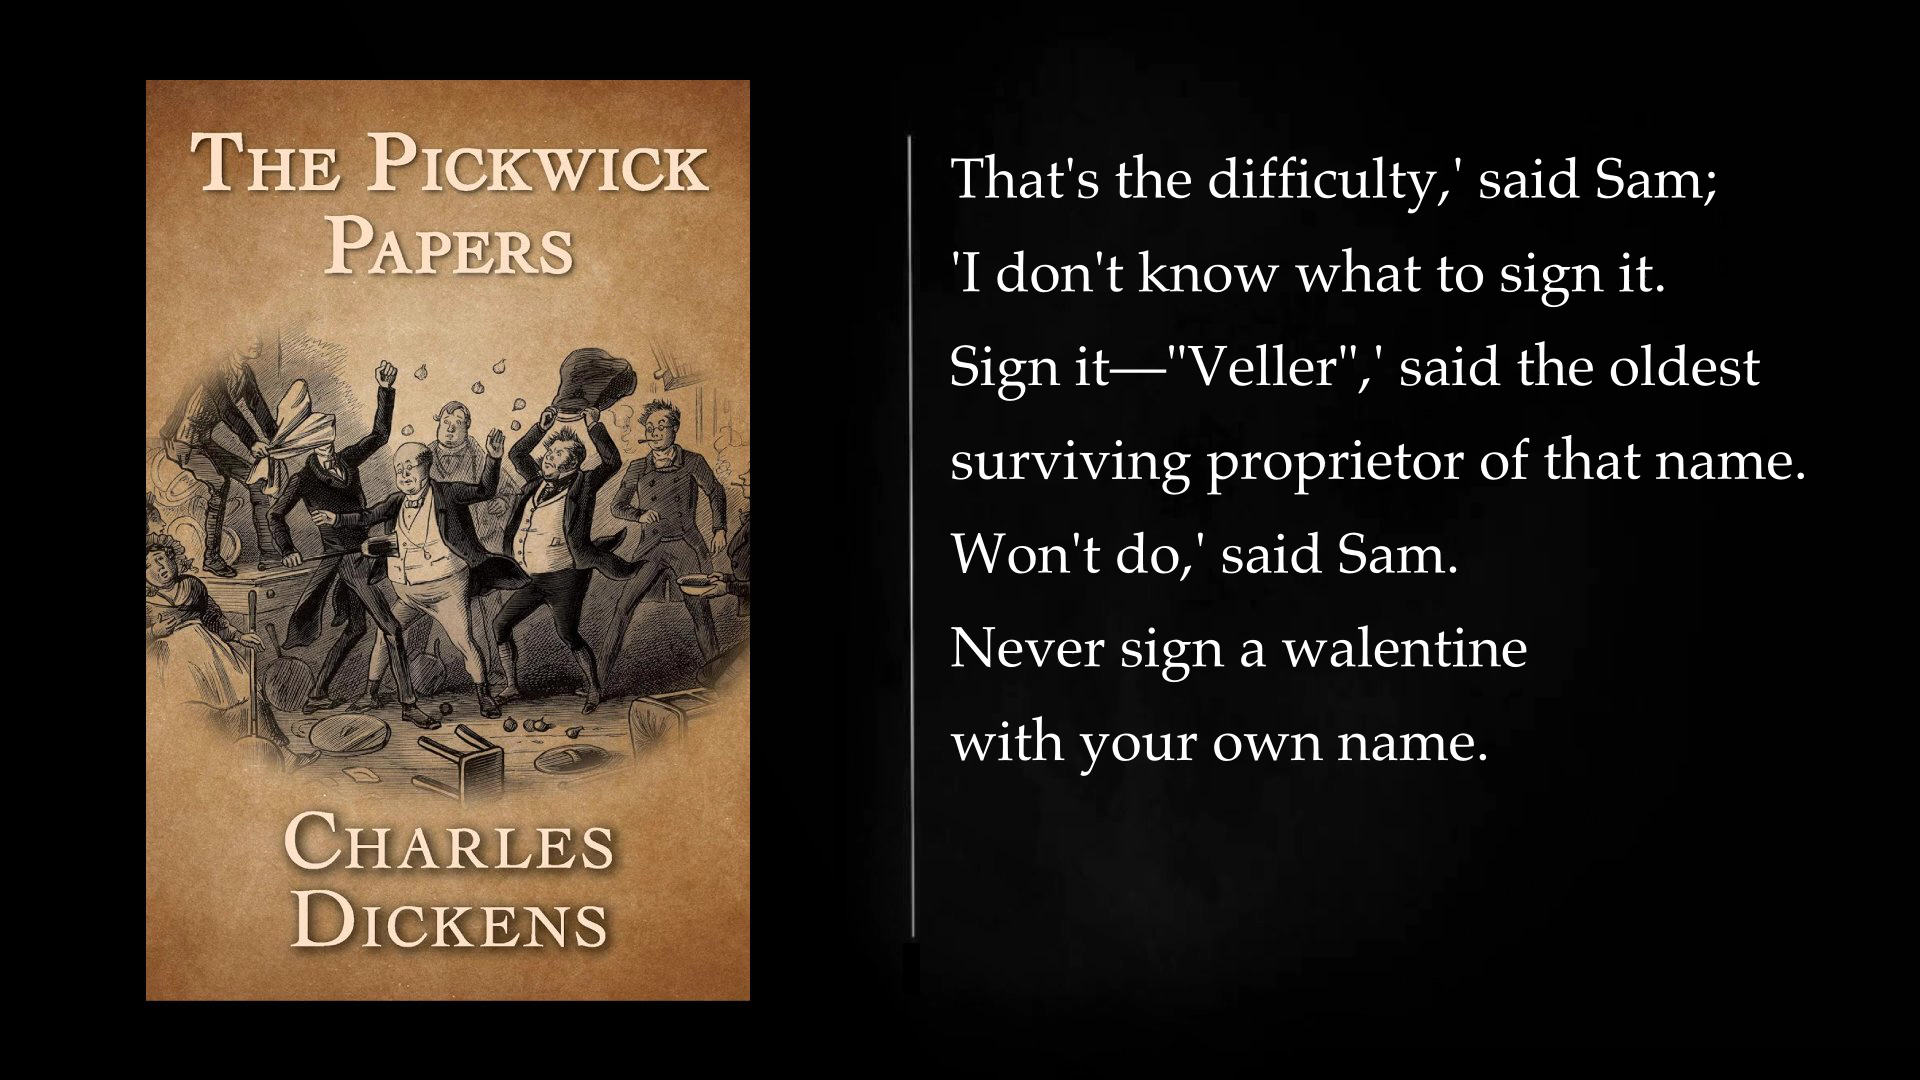 THE PICKWICK
PAPERS
CHARLES
DICKENS
That's the difficulty,' said Sam;
'I don't know what to sign it.
Sign it—"Veller",' said the oldest
surviving proprietor of that name.
Won't do,' said Sam.
Never sign a walentine
with your own name.